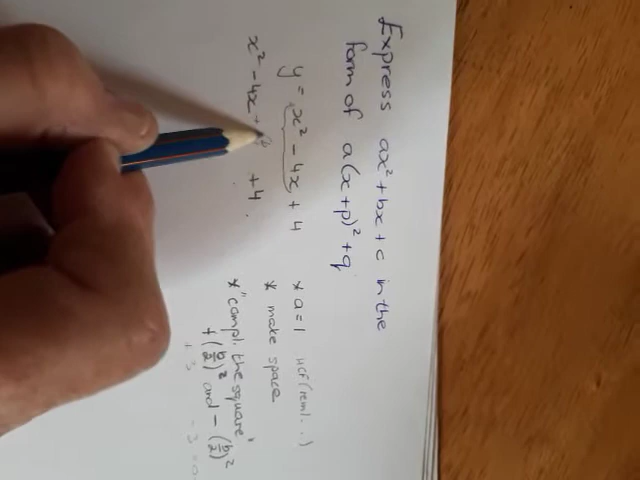 Express ax² + bx + c in the
form of a(x+p)² + q
y = x² - 4x + 4
x² - 4x + +4
* a = 1
* make space
* "compl. the square"
+(b/2)² and -(b/2)²